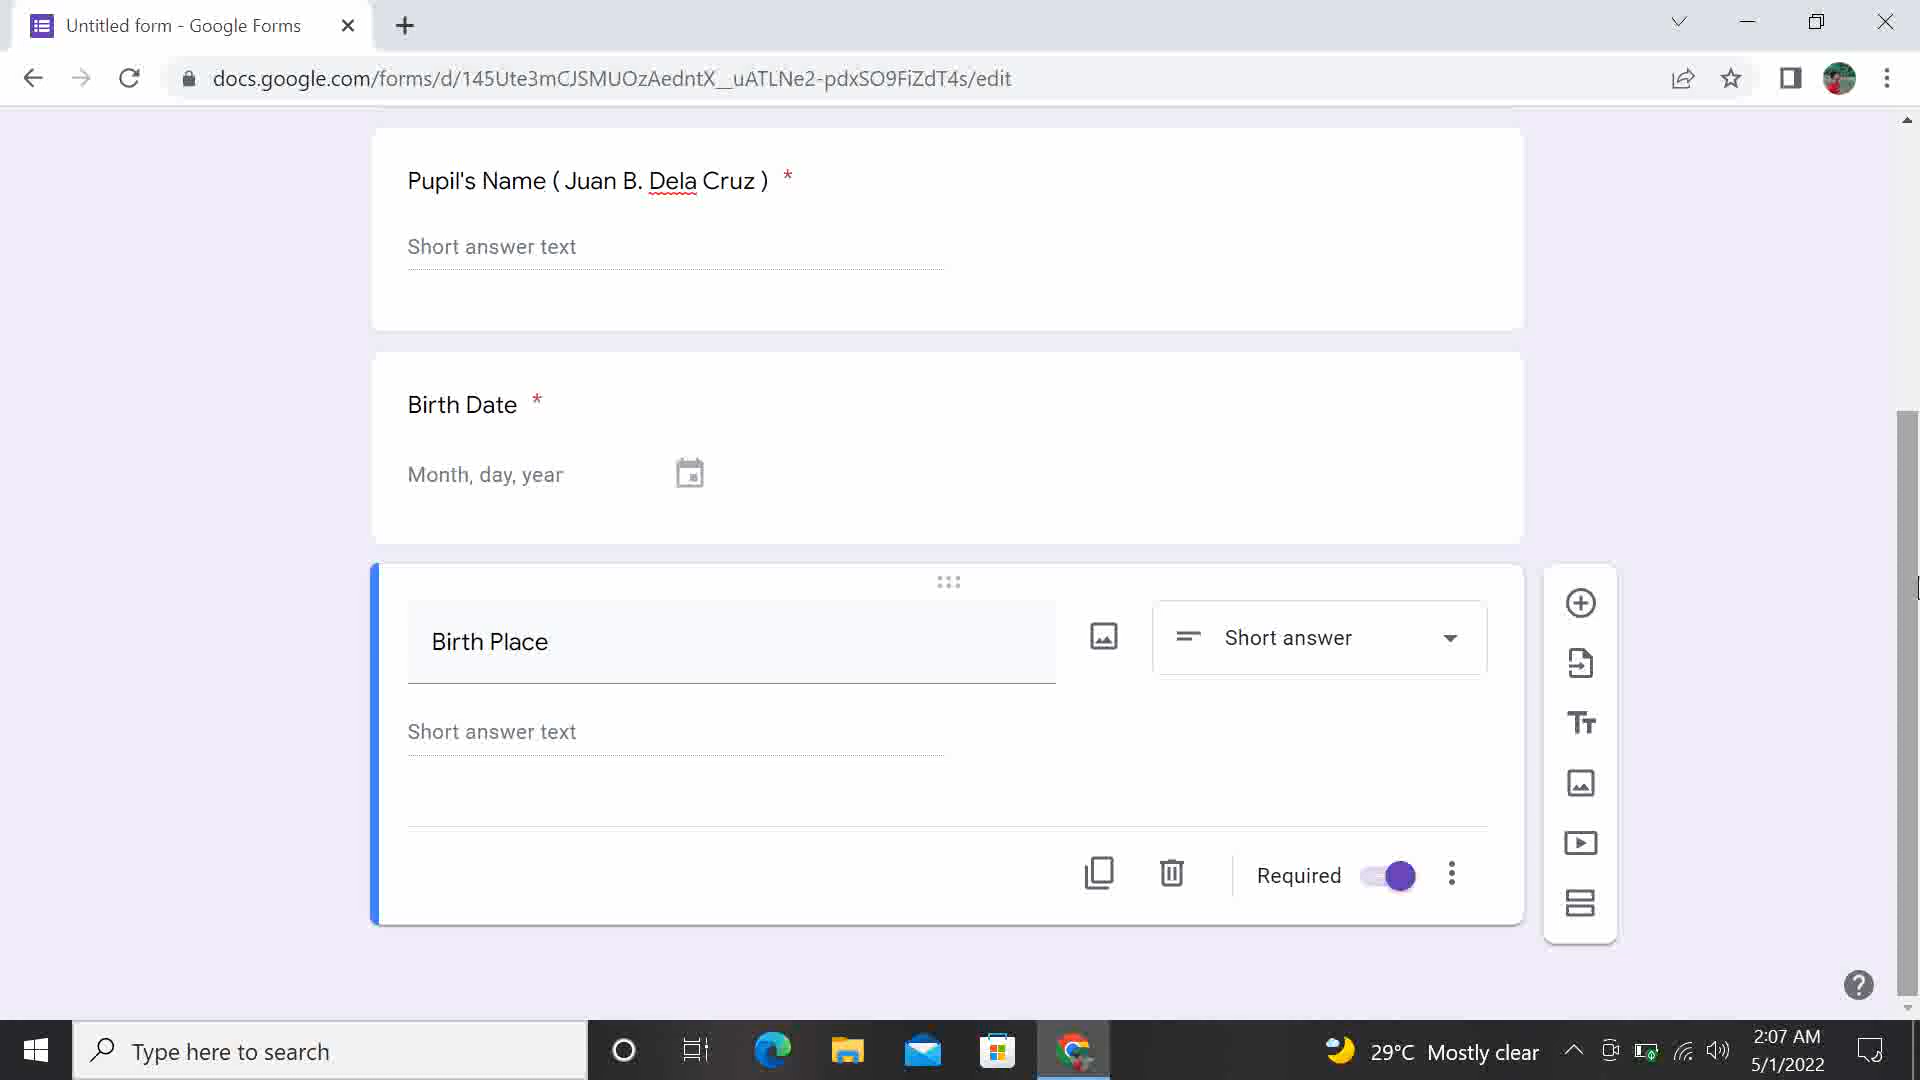 Untitled form - Google Forms
docs.google.com/forms/d/145Ute3mCJSMUOzAedntX__uATLNe2-pdxSO9FiZdT4s/edit
Pupil's Name ( Juan B. Dela Cruz ) *
Short answer text
Birth Date *
Month, day, year
Birth Place
Short answer
Short answer text
Required
Type here to search
29°C Mostly clear
2:07 AM
5/1/2022